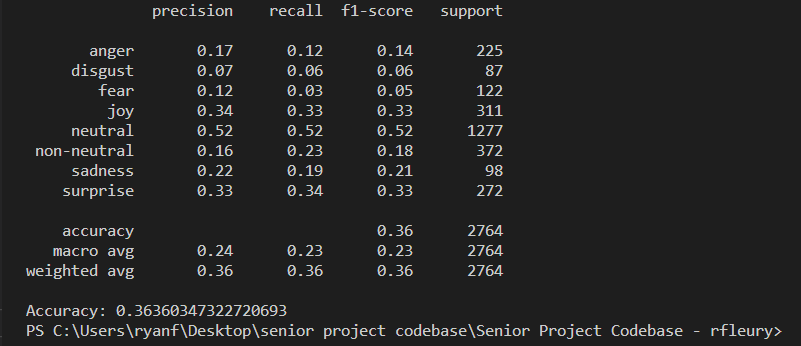 precision recall f1-score support
anger 0.17 0.12 0.14 225
disgust 0.07 0.06 0.06 87
fear 0.12 0.03 0.05 122
joy 0.34 0.33 0.33 311
neutral 0.52 0.52 0.52 1277
non-neutral 0.16 0.23 0.18 372
sadness 0.22 0.19 0.21 98
surprise 0.33 0.34 0.33 272
accuracy 0.36 2764
macro avg 0.24 0.23 0.23 2764
weighted avg 0.36 0.36 0.36 2764
Accuracy: 0.36360347322720693
PS C:\Users\ryanf\Desktop\senior project codebase\Senior Project Codebase - rfleury>